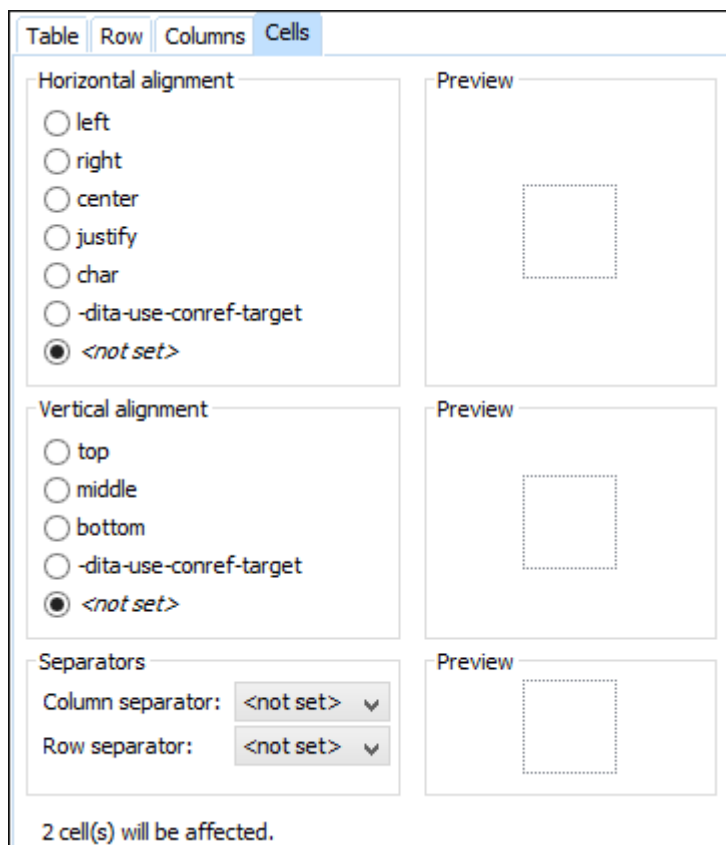 Table Row Columns Cells
Horizontal alignment
Preview
left
right
center
justify
char
-dita-use-conref-target
<not set>
Vertical alignment
Preview
top
middle
bottom
-dita-use-conref-target
<not set>
Separators
Preview
Column separator: <not set>
Row separator: <not set>
2 cell(s) will be affected.